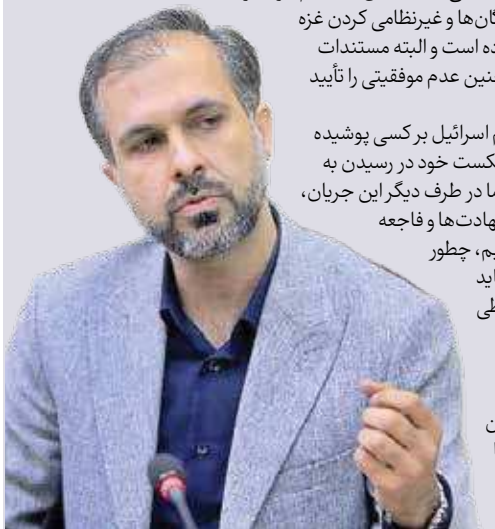 گان‌ها و غیرنظامی کردن غزه
ده است و البته مستندات
نین عدم موفقیتی را تأیید
م اسرائیل بر کسی پوشیده
کست خود در رسیدن به
ما در طرف دیگر این جریان،
هادت‌ها و فاجعه
یم، چطور
اید
طی
ن